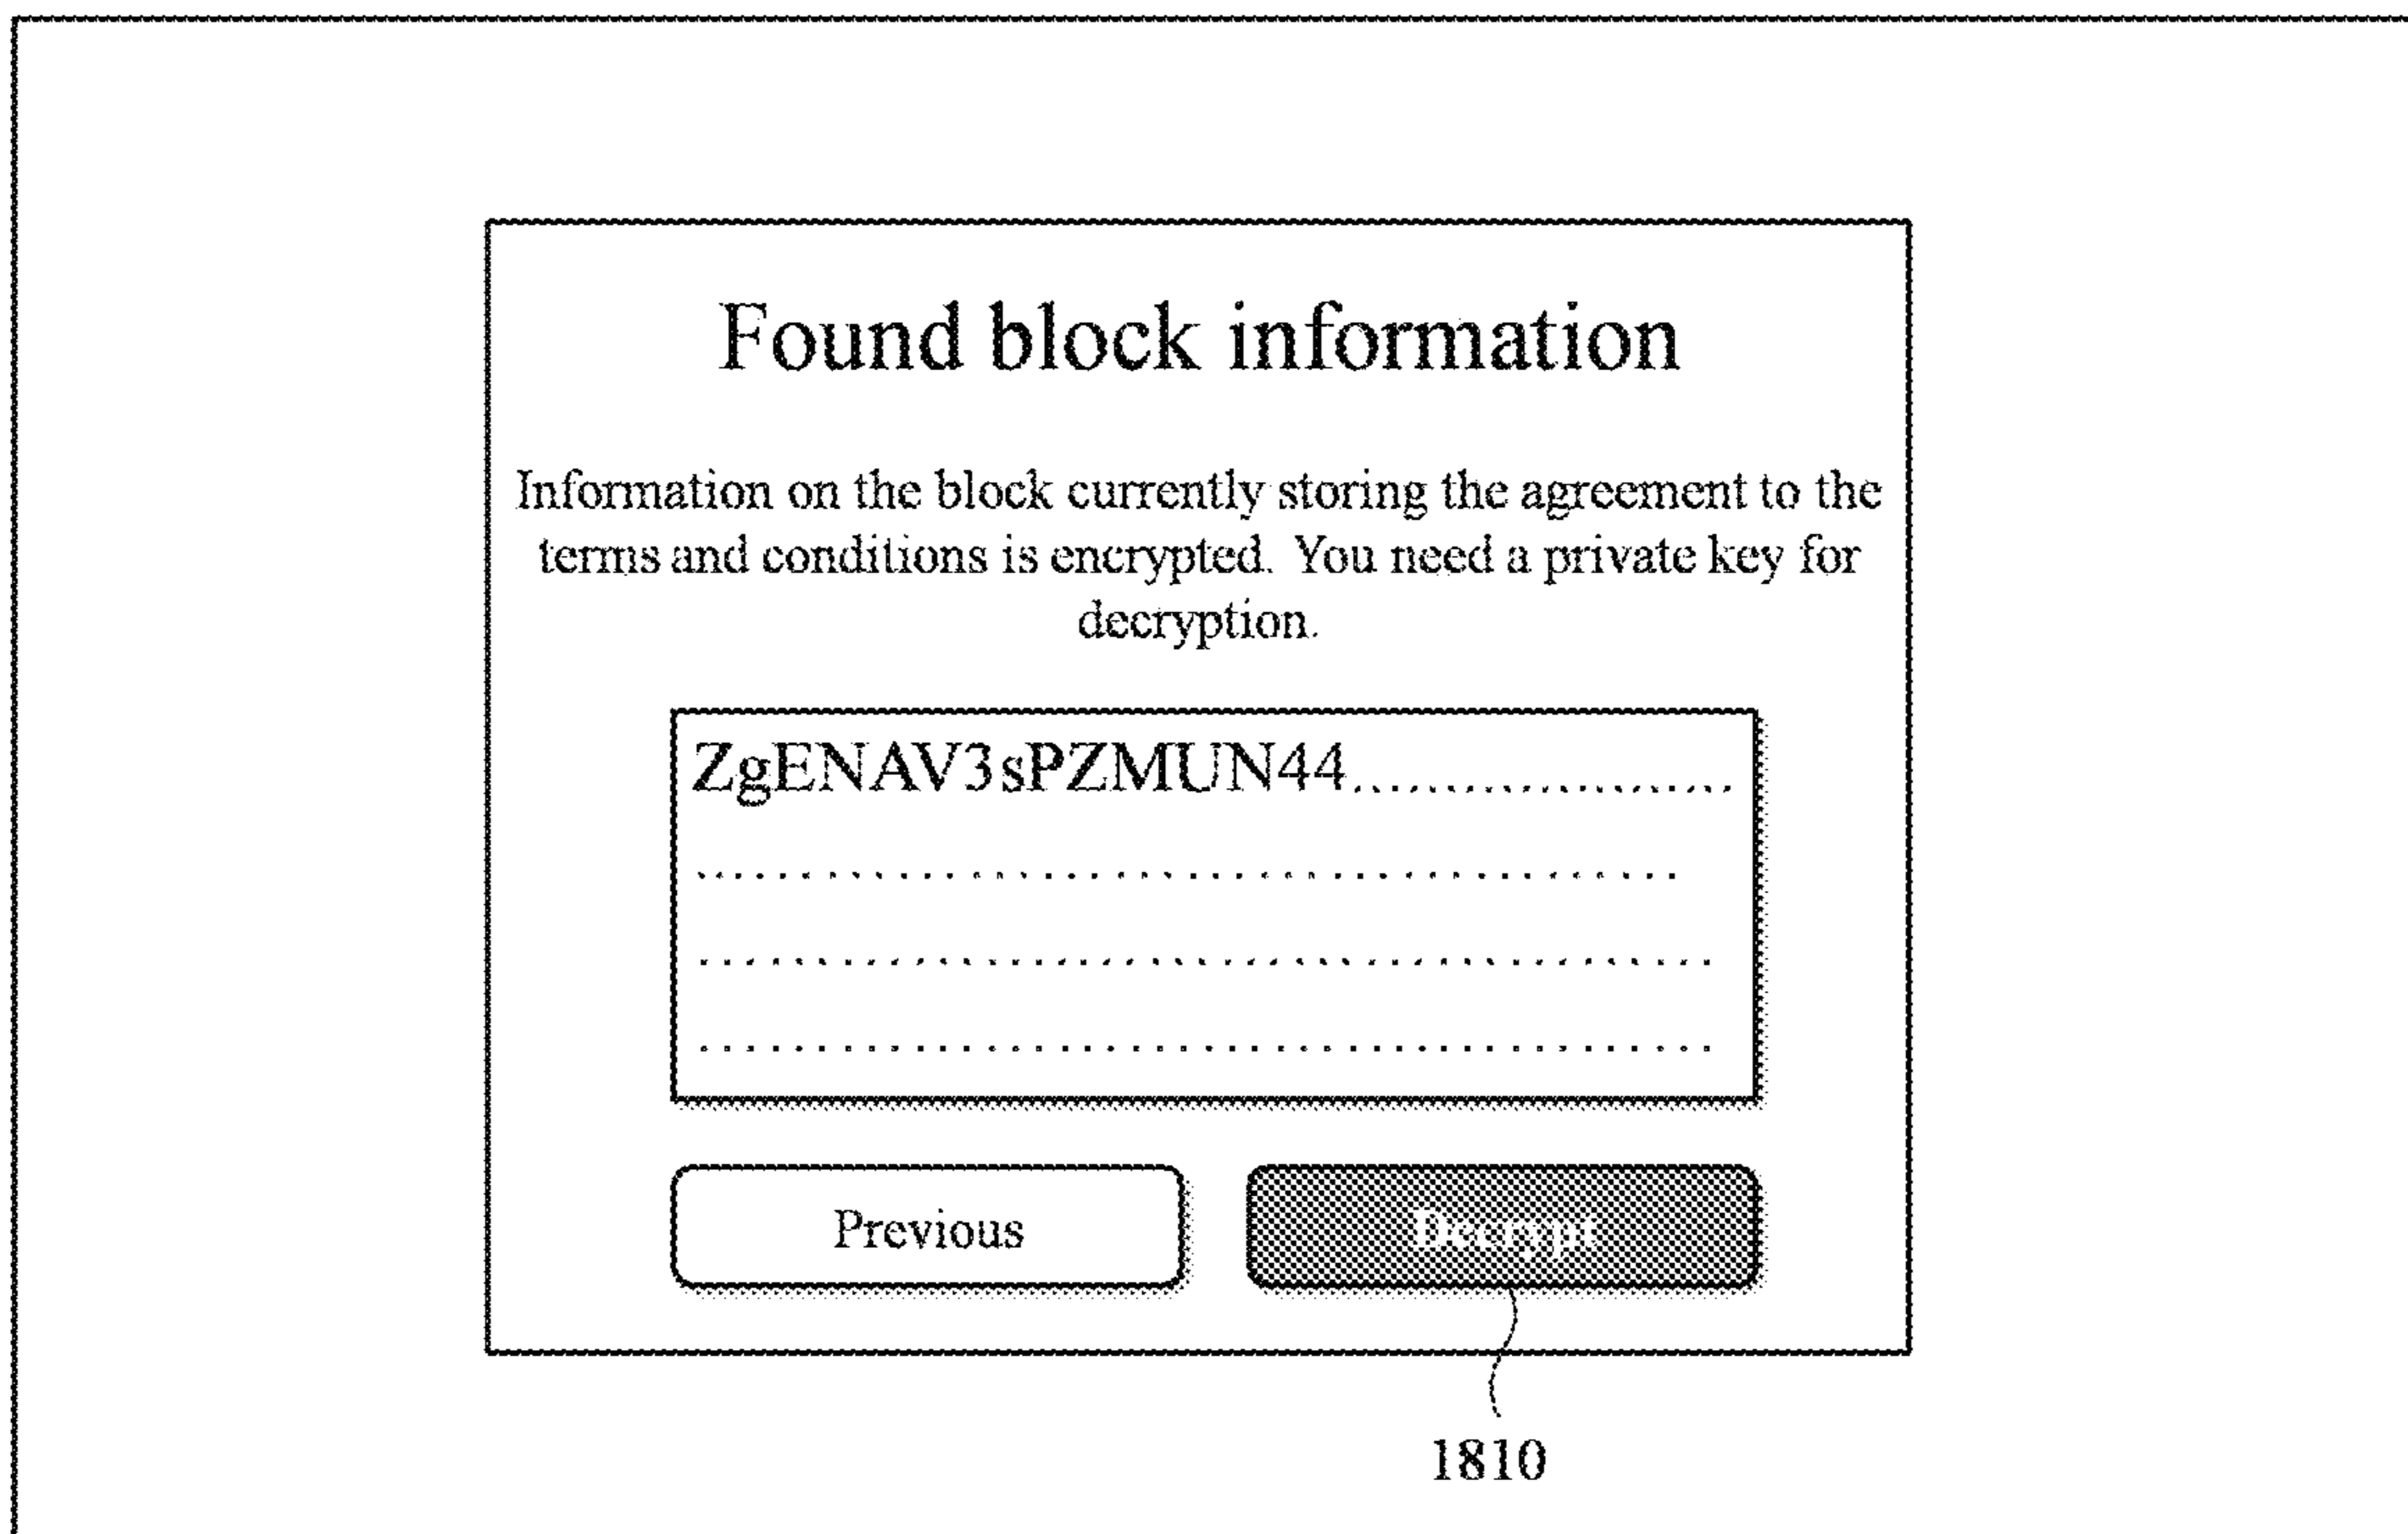 Found block information
Information on the block currently storing the agreement to the
terms and conditions is encrypted. You need a private key for
decryption.
ZgENAV3sPZMUN44....................
........................................
........................................
........................................
Previous
Decrypt
1810